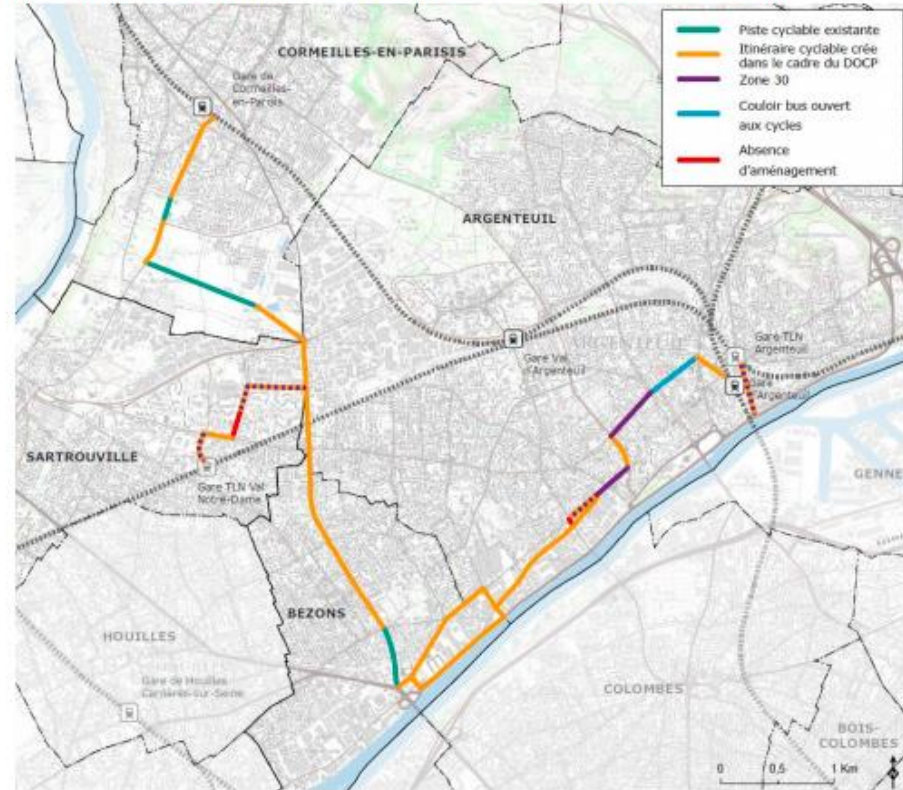 Piste cyclable existante
Itinéraire cyclable crée
dans le cadre du DOCP
Zone 30
Couloir bus ouvert
aux cycles
Absence
d'aménagement
CORMEILLES-EN-PARISIS
Gare de
Cormeilles-
en-Parisis
ARGENTEUIL
ARGENTEUIL
Gare TLN
Argenteuil
Gare Val
d'Argenteuil
Gare
d'Argenteuil
SARTROUVILLE
Gare TLN Val
Notre-Dame
GENNE
BEZONS
HOUILLES
Gare de Houilles
Carrières-sur-Seine
COLOMBES
BOIS-
COLOMBES
0 0,5 1 Km
N